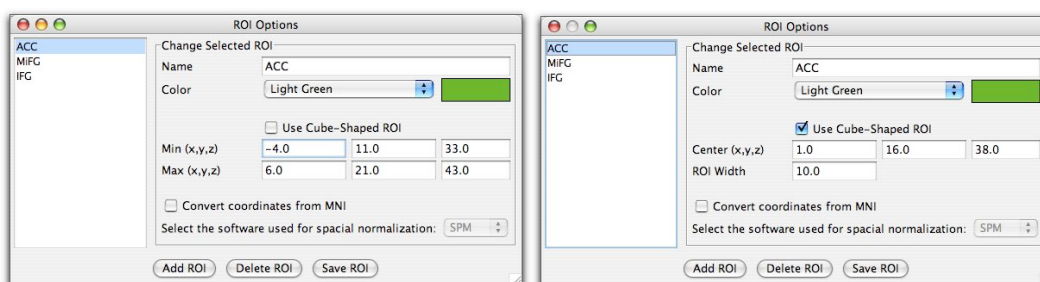 ROI Options
ACC
MiFG
IFG
Change Selected ROI
Name ACC
Color Light Green
Use Cube-Shaped ROI
Min (x,y,z) -4.0 11.0 33.0
Max (x,y,z) 6.0 21.0 43.0
Convert coordinates from MNI
Select the software used for spacial normalization: SPM
Add ROI Delete ROI Save ROI
ROI Options
ACC
MiFG
IFG
Change Selected ROI
Name ACC
Color Light Green
Use Cube-Shaped ROI
Center (x,y,z) 1.0 16.0 38.0
ROI Width 10.0
Convert coordinates from MNI
Select the software used for spacial normalization: SPM
Add ROI Delete ROI Save ROI